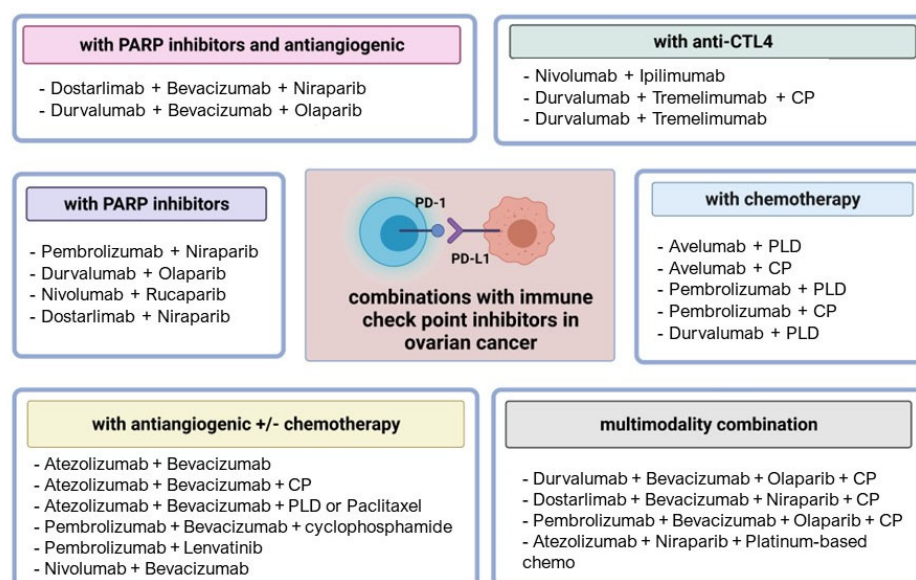 with PARP inhibitors and antiangiogenic
- Dostarlimab + Bevacizumab + Niraparib
- Durvalumab + Bevacizumab + Olaparib
with anti-CTL4
- Nivolumab + Ipilimumab
- Durvalumab + Tremelimumab + CP
- Durvalumab + Tremelimumab
with PARP inhibitors
- Pembrolizumab + Niraparib
- Durvalumab + Olaparib
- Nivolumab + Rucaparib
- Dostarlimab + Niraparib
PD-1
PD-L1
combinations with immune
check point inhibitors in
ovarian cancer
with chemotherapy
- Avelumab + PLD
- Avelumab + CP
- Pembrolizumab + PLD
- Pembrolizumab + CP
- Durvalumab + PLD
with antiangiogenic +/- chemotherapy
- Atezolizumab + Bevacizumab
- Atezolizumab + Bevacizumab + CP
- Atezolizumab + Bevacizumab + PLD or Paclitaxel
- Pembrolizumab + Bevacizumab + cyclophosphamide
- Pembrolizumab + Lenvatinib
- Nivolumab + Bevacizumab
multimodality combination
- Durvalumab + Bevacizumab + Olaparib + CP
- Dostarlimab + Bevacizumab + Niraparib + CP
- Pembrolizumab + Bevacizumab + Olaparib + CP
- Atezolizumab + Niraparib + Platinum-based
chemo